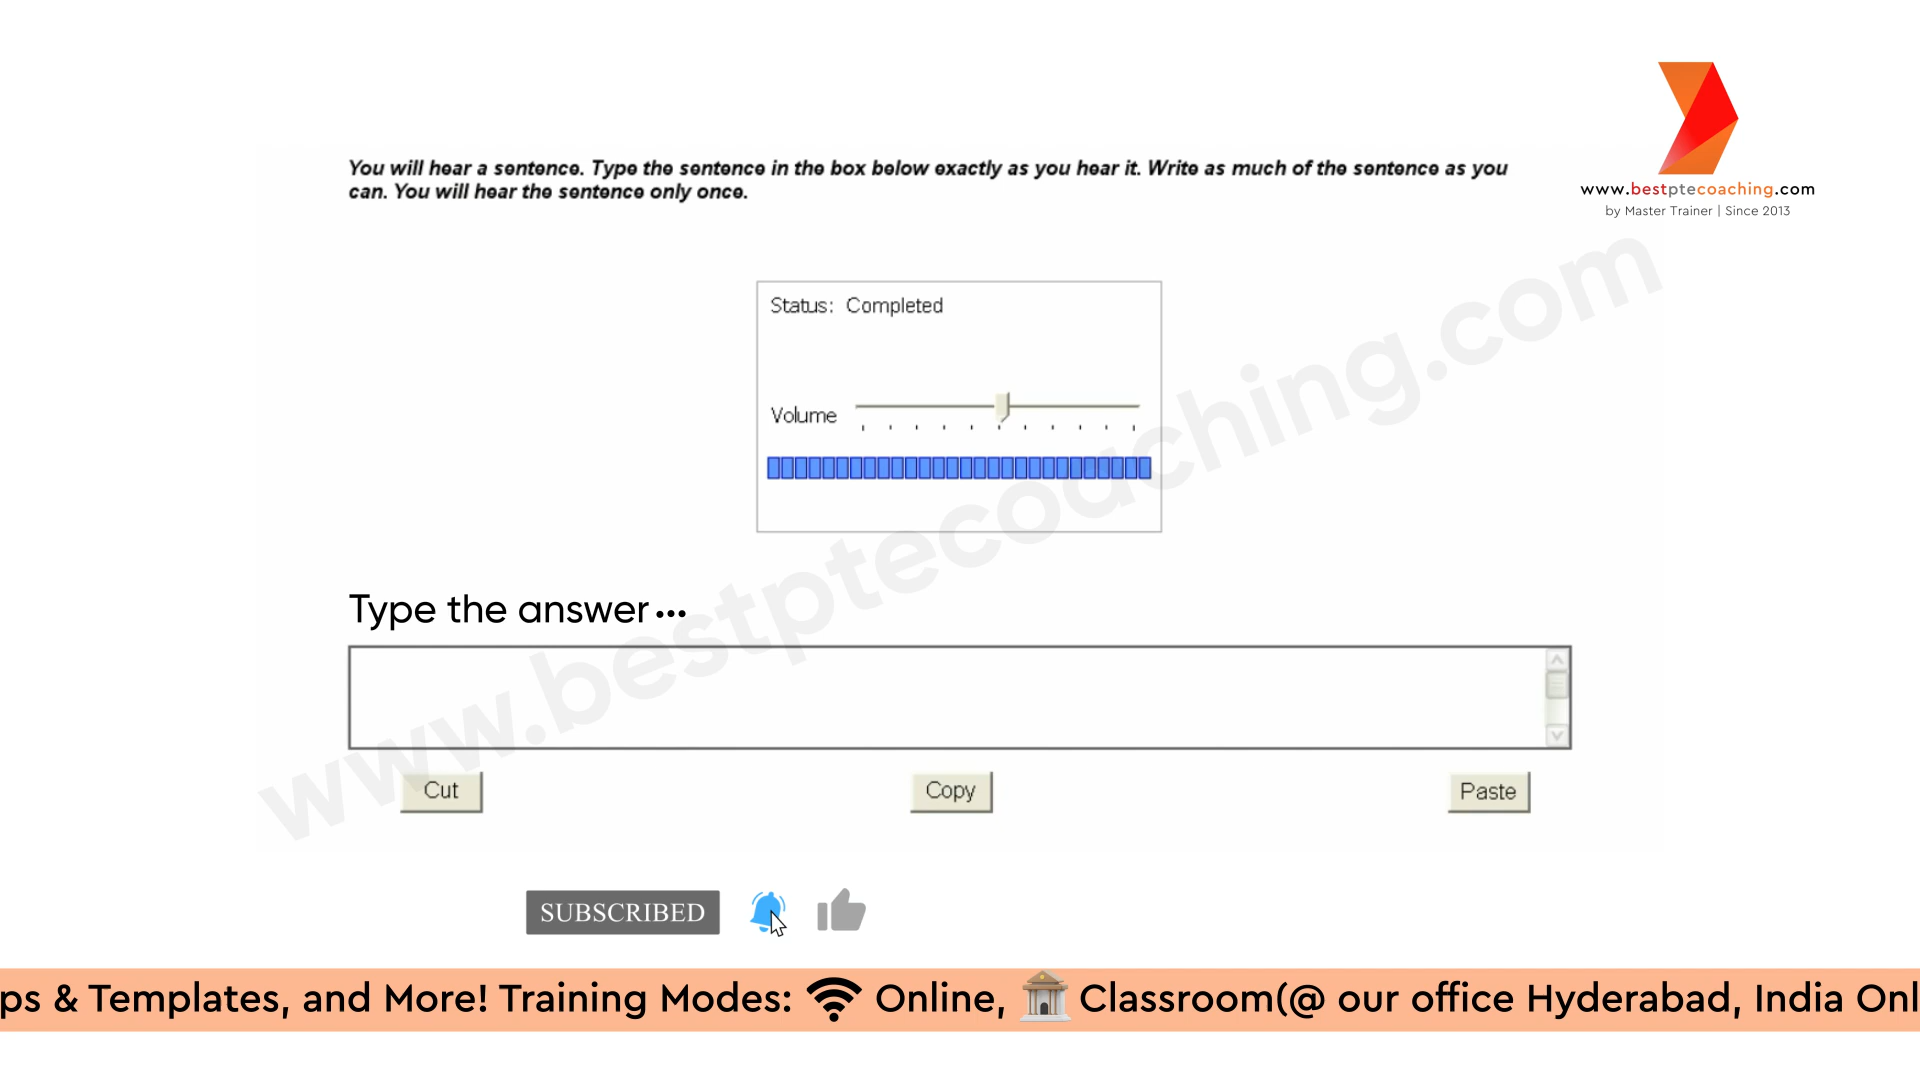 You will hear a sentence. Type the sentence in the box below exactly as you hear it. Write as much of the sentence as you
can. You will hear the sentence only once.
www.bestptecoaching.com
by Master Trainer | Since 2013
Status: Completed
Volume
www.bestptecoaching.com
Type the answer...
Cut Copy Paste
SUBSCRIBED
ps & Templates, and More! Training Modes: Online, Classroom(@ our office Hyderabad, India Onl